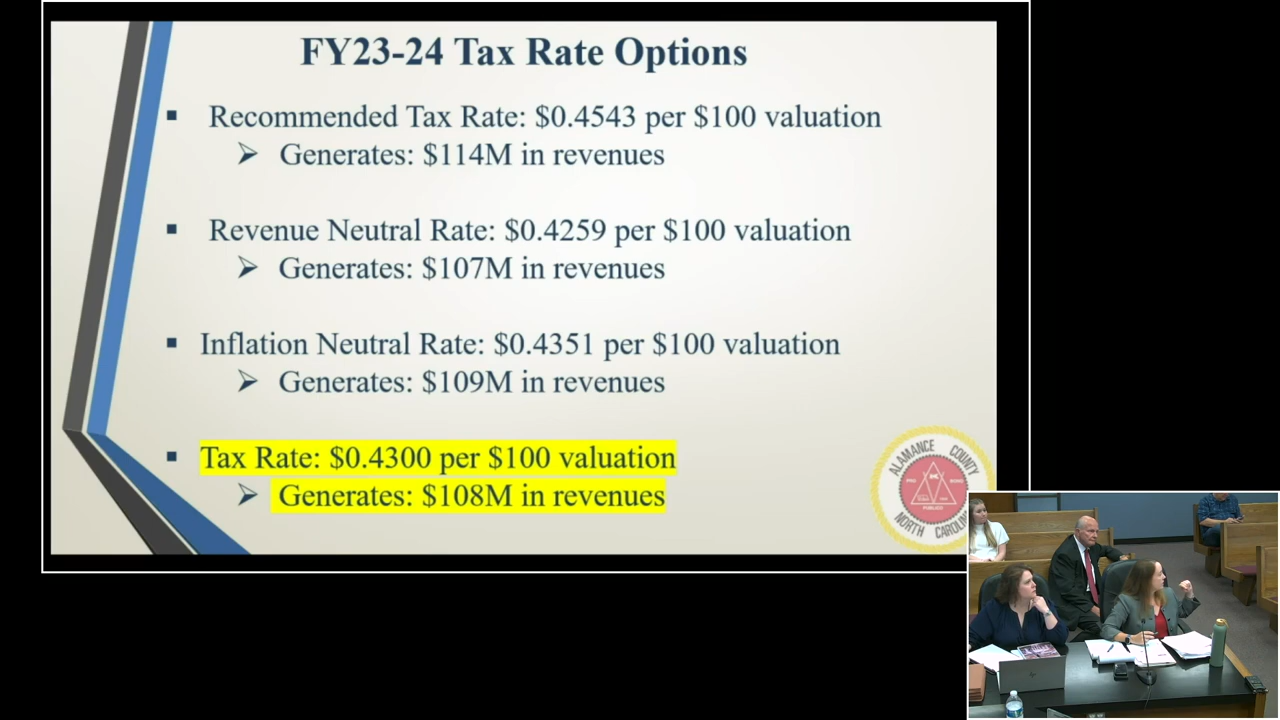 FY23-24 Tax Rate Options
▪ Recommended Tax Rate: $0.4543 per $100 valuation
➢ Generates: $114M in revenues
▪ Revenue Neutral Rate: $0.4259 per $100 valuation
➢ Generates: $107M in revenues
▪ Inflation Neutral Rate: $0.4351 per $100 valuation
➢ Generates: $109M in revenues
▪ Tax Rate: $0.4300 per $100 valuation
➢ Generates: $108M in revenues
ALAMANCE COUNTY
NORTH CAROLINA